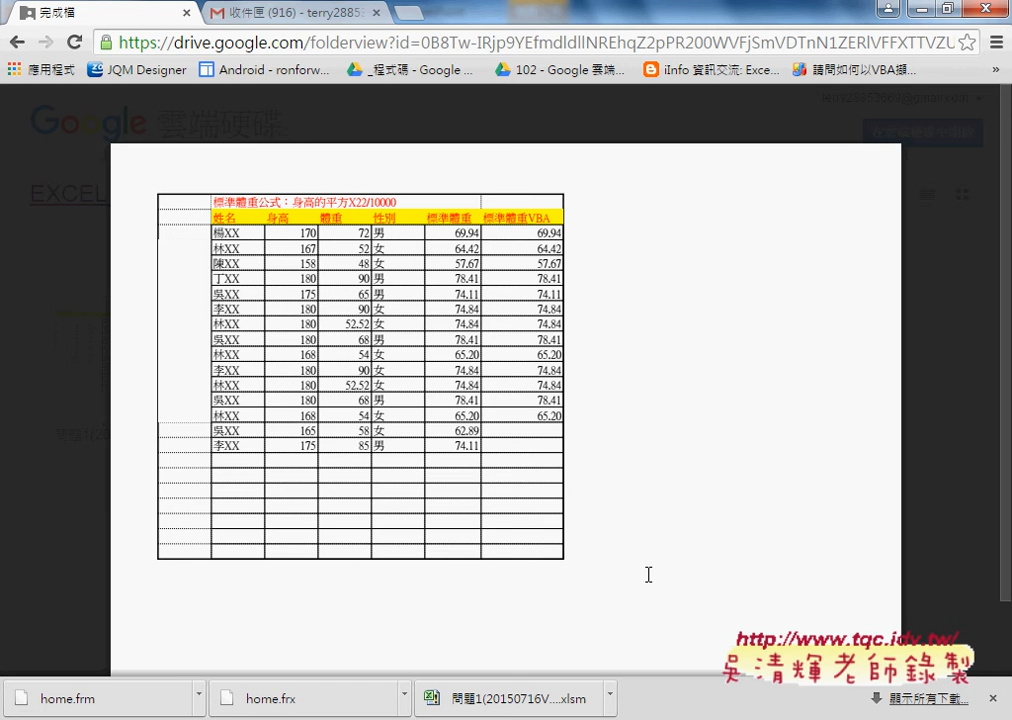 完成檔
收件匣 (916) - terry2885
https://drive.google.com/folderview?id=0B8Tw-IRjp9YEfmdldllNREhqZ2pPR200WVFjSmVDTnN1ZERlVFFXTTVZU
應用程式 JQM Designer Android - ronforw... _程式碼 - Google ... 102 - Google 雲端... iInfo 資訊交流: Exce... 請問如何以VBA擷...
Google 雲端硬碟
EXCEL
標準體重公式：身高的平方X22/10000
姓名 身高 體重 性別 標準體重 標準體重VBA
楊XX 170 72 男 69.94 69.94
林XX 167 52 女 64.42 64.42
陳XX 158 48 女 57.67 57.67
丁XX 180 90 男 78.41 78.41
吳XX 175 65 男 74.11 74.11
李XX 180 90 女 74.84 74.84
林XX 180 52.52 女 74.84 74.84
吳XX 180 68 男 78.41 78.41
林XX 168 54 女 65.20 65.20
李XX 180 90 女 74.84 74.84
林XX 180 52.52 女 74.84 74.84
吳XX 180 68 男 78.41 78.41
林XX 168 54 女 65.20 65.20
吳XX 165 58 女 62.89
李XX 175 85 男 74.11
http://www.tqc.idv.tw/
吳清輝老師錄製
home.frm home.frx 問題1(20150716V....xlsm 顯示所有下載...